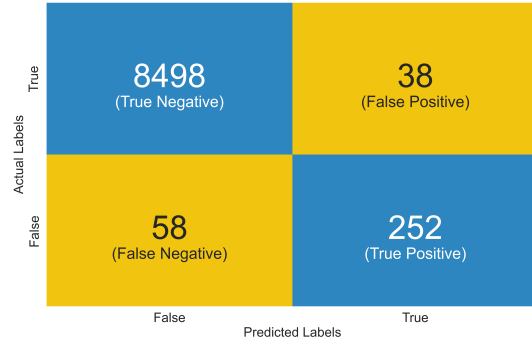 True
8498
(True Negative)
38
(False Positive)
Actual Labels
False
58
(False Negative)
252
(True Positive)
False
True
Predicted Labels